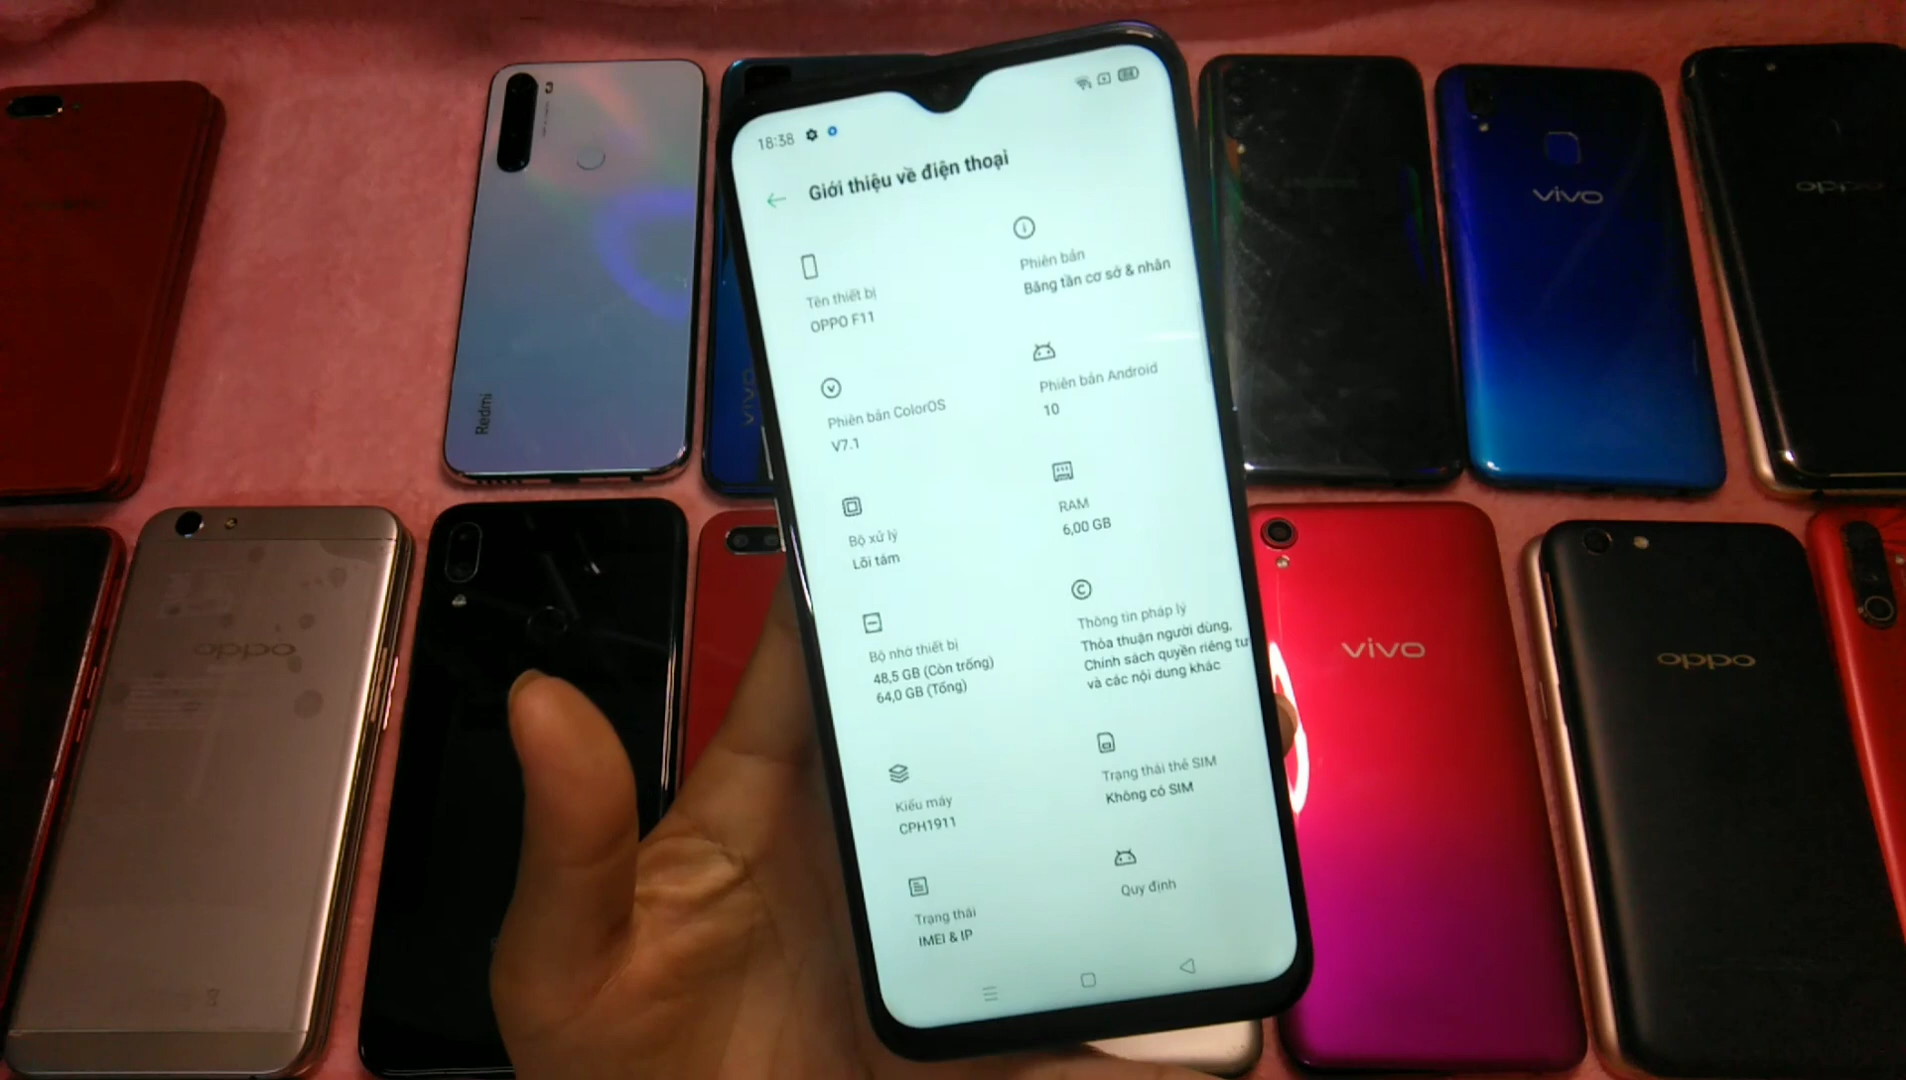 18:38
Giới thiệu về điện thoại
Tên thiết bị
OPPO F11
Phiên bản
Băng tần cơ sở & nhân
Phiên bản ColorOS
V7.1
Phiên bản Android
10
Bộ xử lý
Lõi tám
RAM
6,00 GB
Bộ nhớ thiết bị
48,5 GB (Còn trống)
64,0 GB (Tổng)
Thông tin pháp lý
Thỏa thuận người dùng,
Chính sách quyền riêng tư
và các nội dung khác
Kiểu máy
CPH1911
Trạng thái thẻ SIM
Không có SIM
Trạng thái
IMEI & IP
Quy định
Redmi
vivo
vivo
oppo
oppo
vivo
oppo